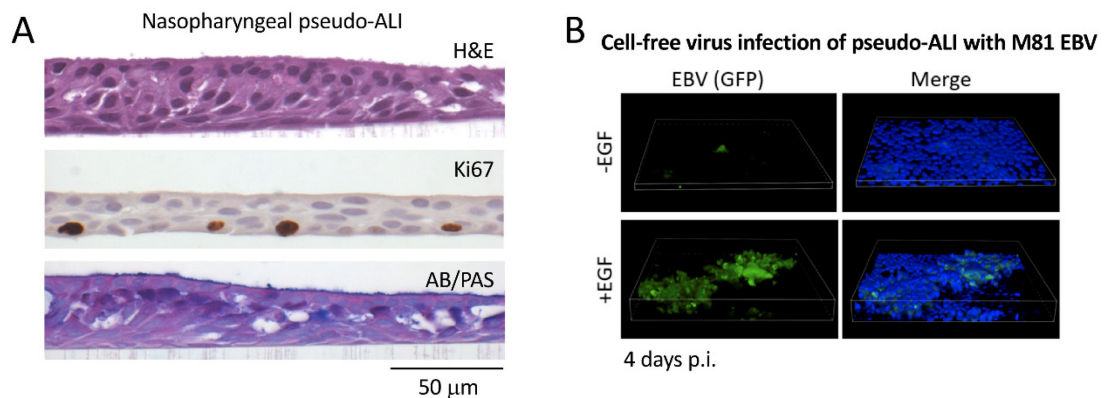 A
Nasopharyngeal pseudo-ALI
H&E
Ki67
AB/PAS
50 μm
B
Cell-free virus infection of pseudo-ALI with M81 EBV
EBV (GFP)
Merge
-EGF
+EGF
4 days p.i.